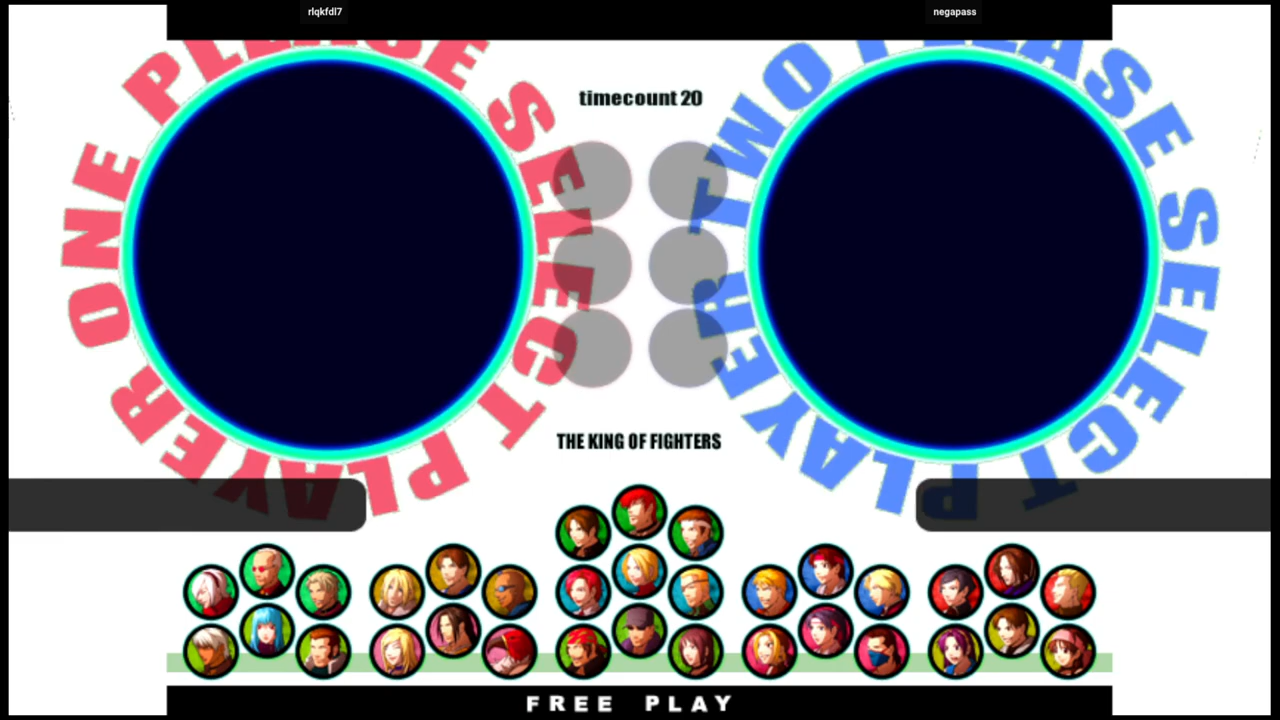 rlqkfdl7
negapass
PLAYER ONE PLEASE SELECT
PLAYER TWO PLEASE SELECT
timecount 20
THE KING OF FIGHTERS
FREE PLAY